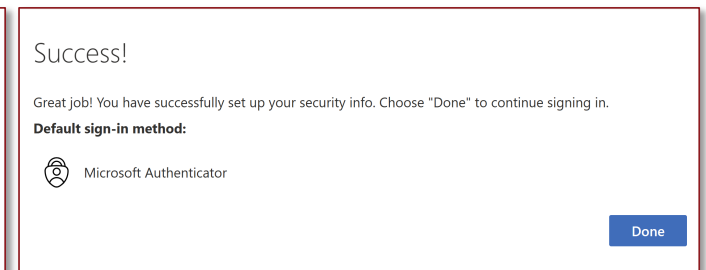 Success!
Great job! You have successfully set up your security info. Choose "Done" to continue signing in.
Default sign-in method:
Microsoft Authenticator
Done